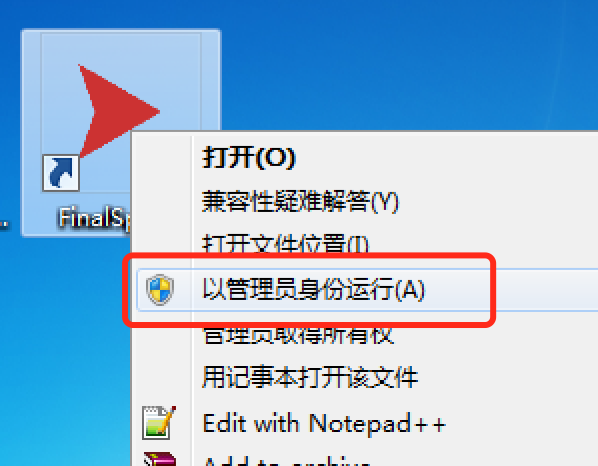 FinalSp
打开(O)
兼容性疑难解答(Y)
打开文件位置(I)
以管理员身份运行(A)
管理员取得所有权
用记事本打开该文件
Edit with Notepad++
Add to archive